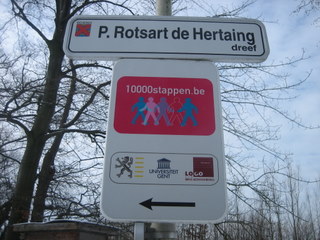 P. Rotsart de Hertaing
dreef
10000stappen.be
UNIVERSITEIT
GENT
LOGO